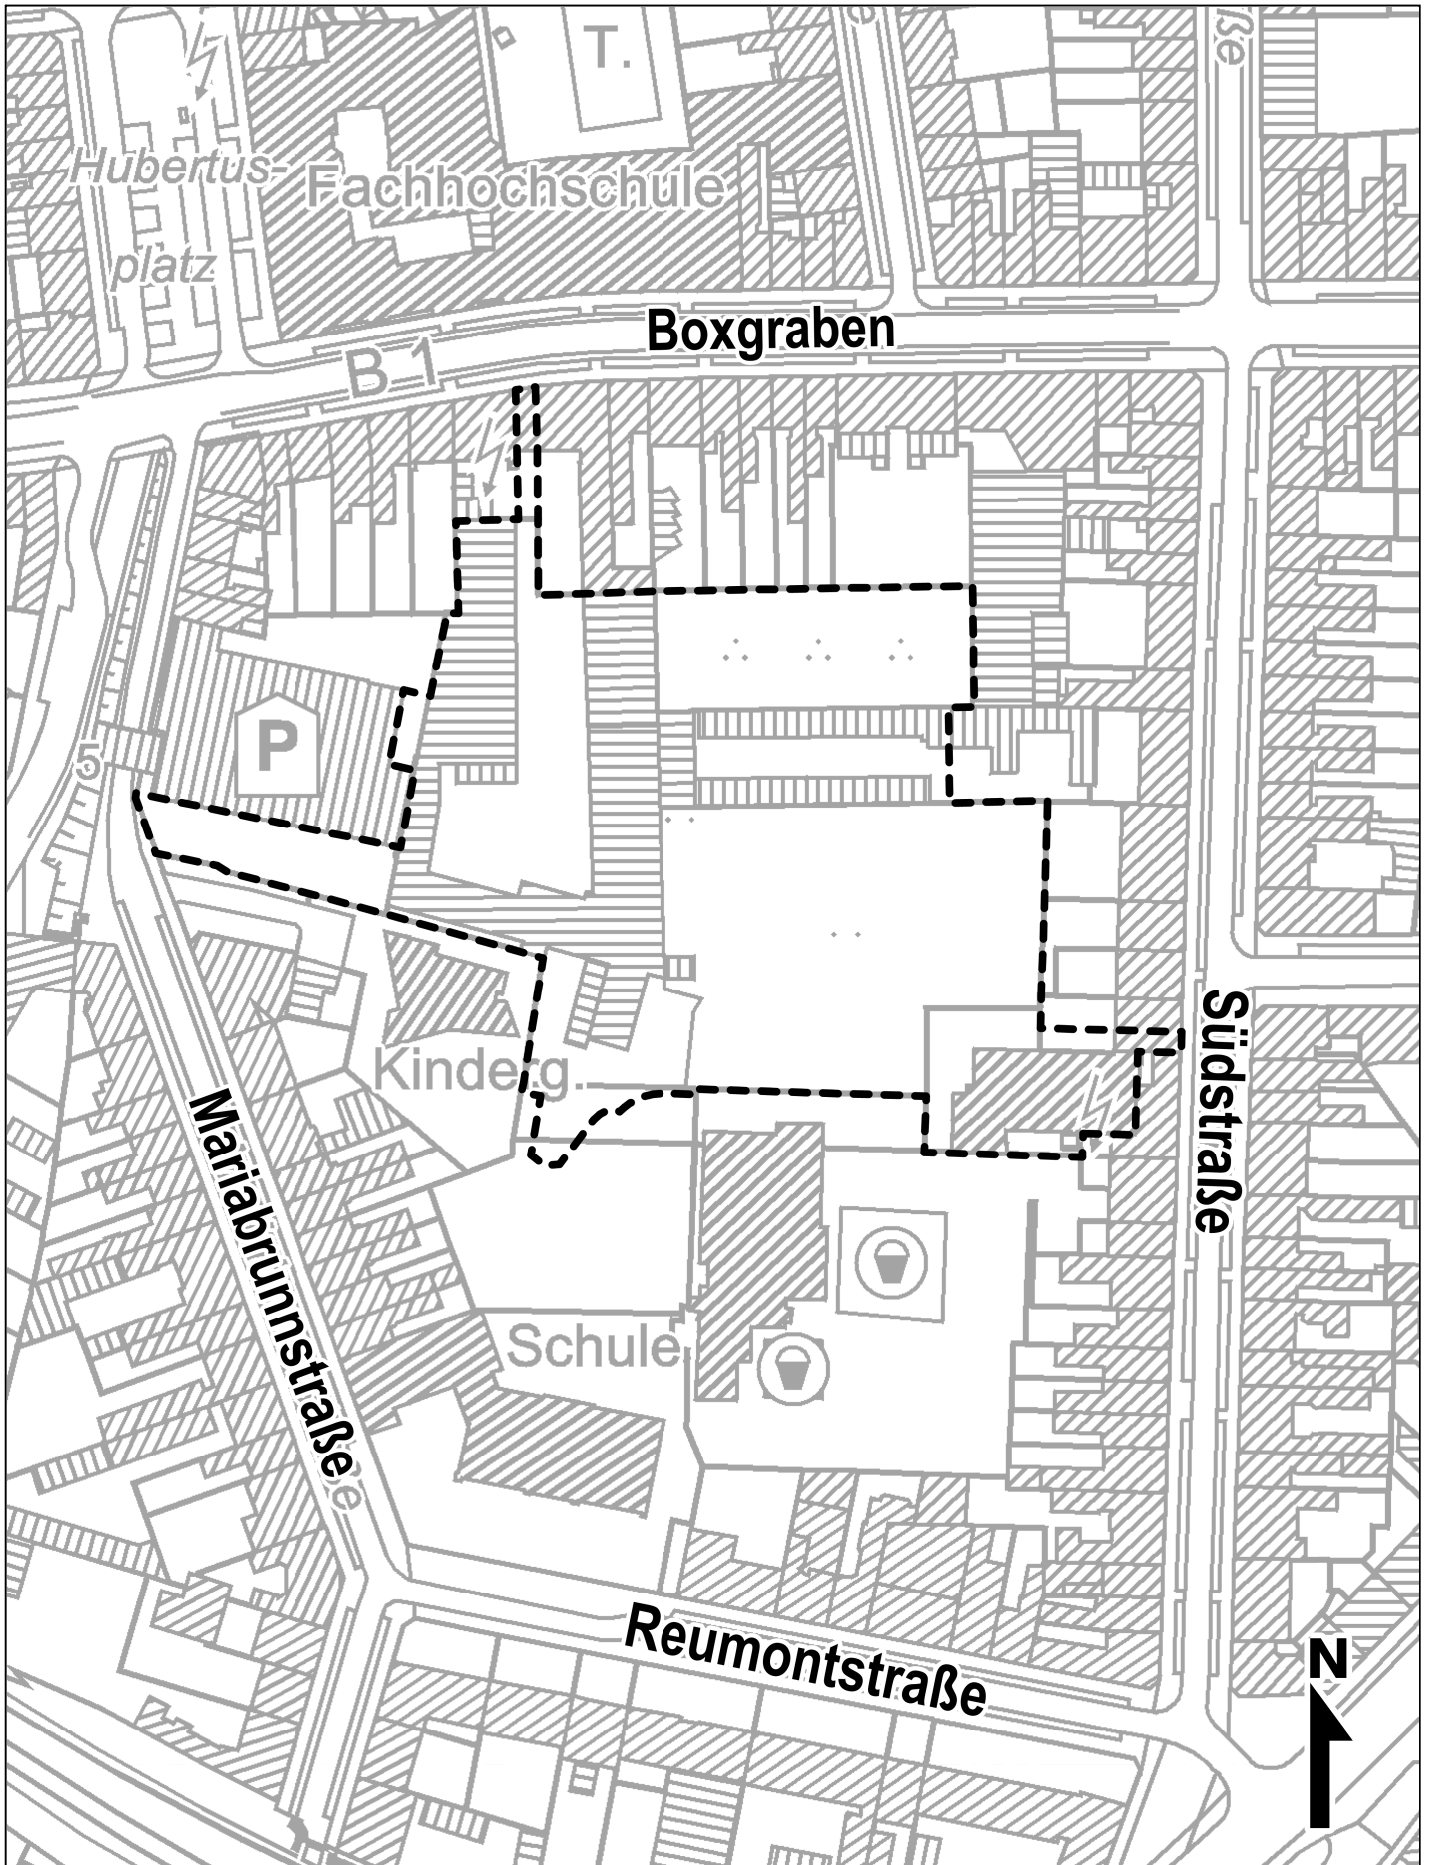 T.
Hubertus-
platz
Fachhochschule
B 1
Boxgraben
P
5
Kinderg.
Südstraße
Mariabrunnstraße
Schule
Reumontstraße
N